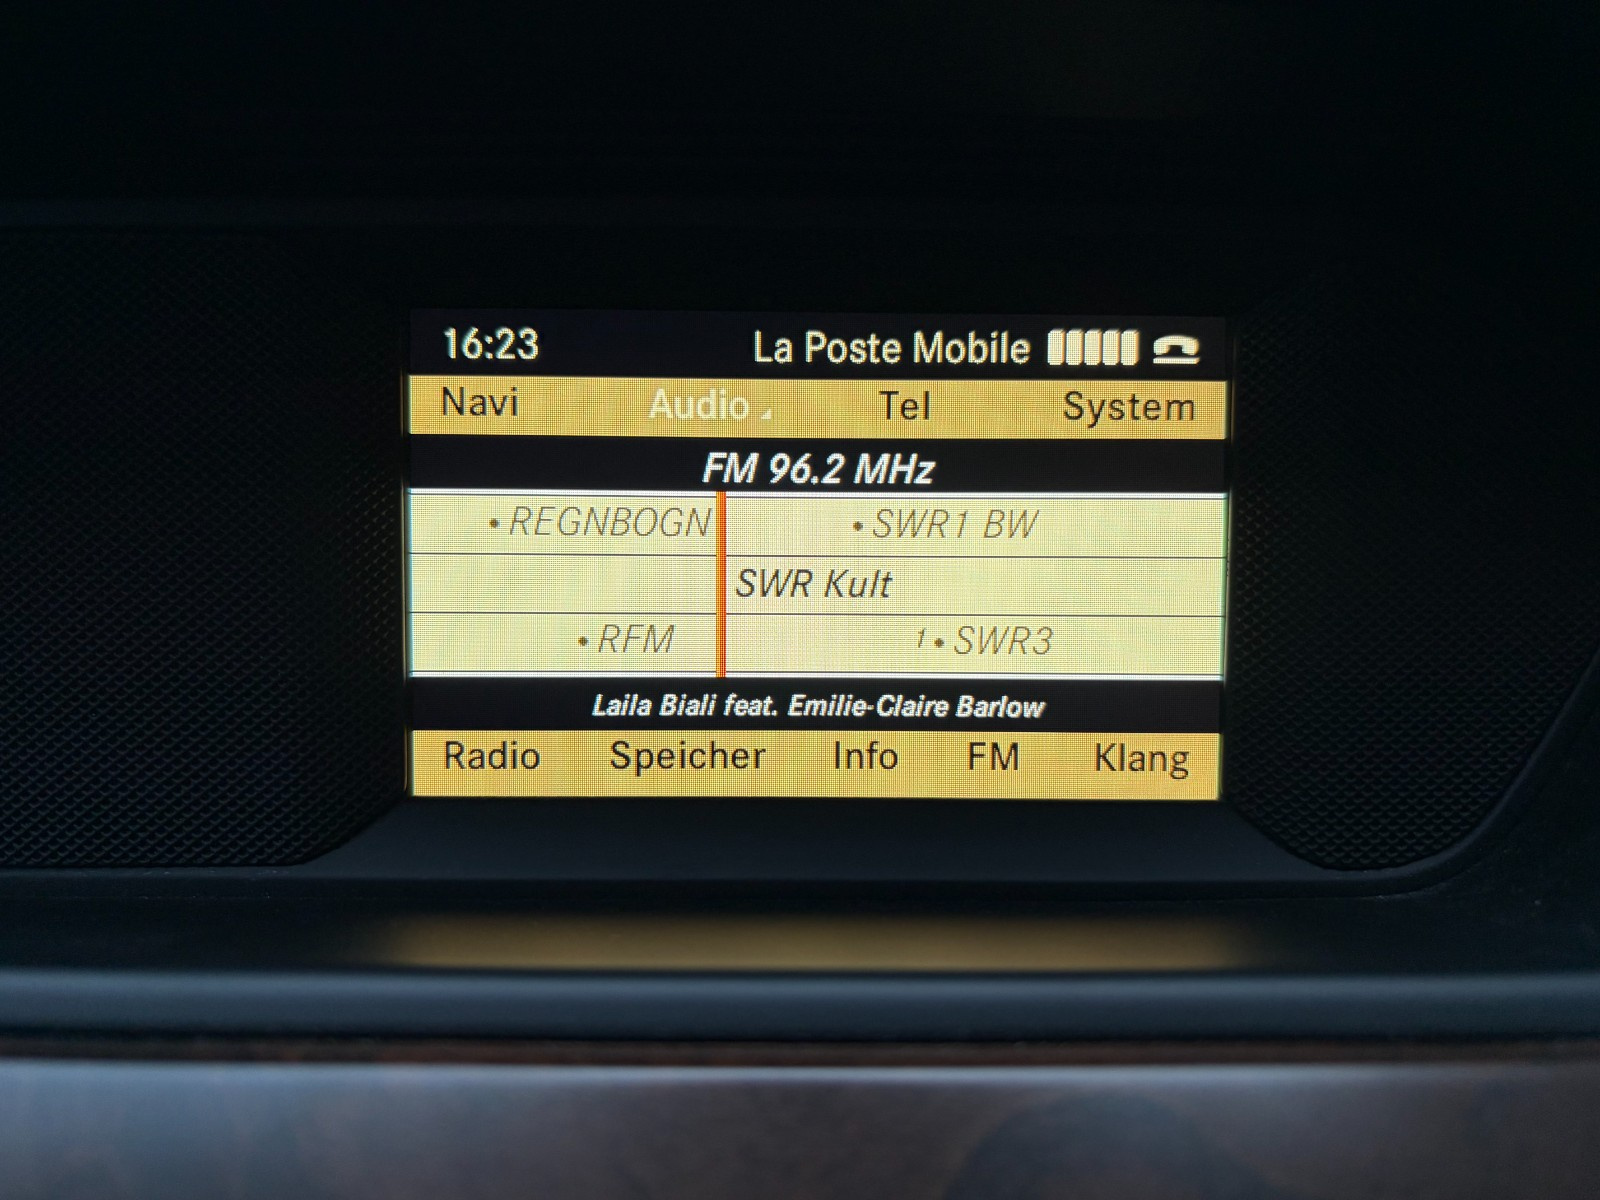 16:23 La Poste Mobile
Navi Audio Tel System
FM 96.2 MHz
• REGNBOGN • SWR1 BW
SWR Kult
• RFM 1 • SWR3
Laila Biali feat. Emilie-Claire Barlow
Radio Speicher Info FM Klang